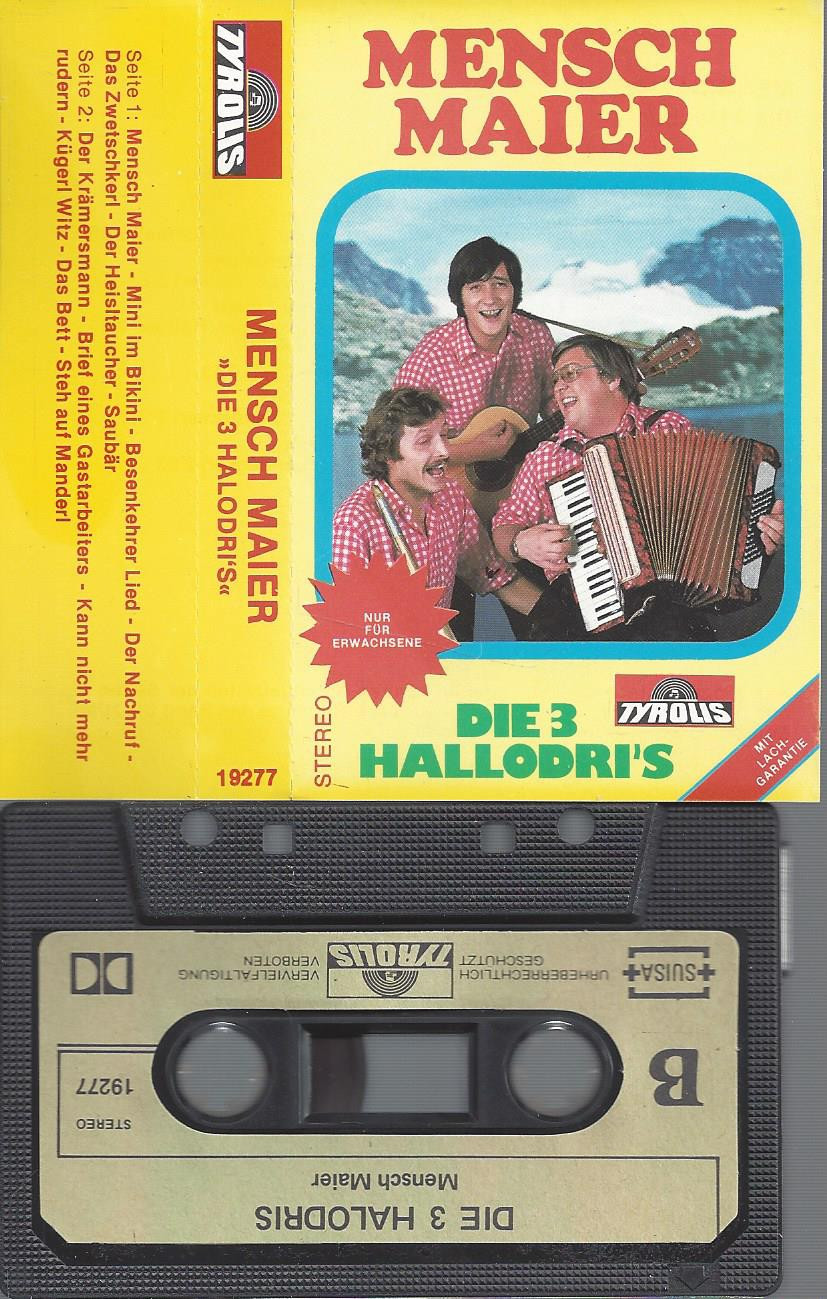 MENSCH
MAIER
NUR
FÜR
ERWACHSENE
STEREO
DIE 3
HALLODRI'S
TYROLIS
MIT
LACH-
GARANTIE
TYROLIS
MENSCH MAIER
»DIE 3 HALODRI'S«
19277
Seite 1: Mensch Maier - Mini im Bikini - Besenkehrer Lied - Der Nachruf -
Das Zwetschkerl - Der Heisltaucher - Saubär
Seite 2: Der Krämersmann - Brief eines Gastarbeiters - Kann nicht mehr
rudern - Kügerl Witz - Das Bett - Steh auf Manderl
DIE 3 HALODRIS
Mensch Maier
STEREO
19277
B
SUISA
URHEBERRECHTLICH
GESCHÜTZT
TYROLIS
VERVIELFÄLTIGUNG
VERBOTEN